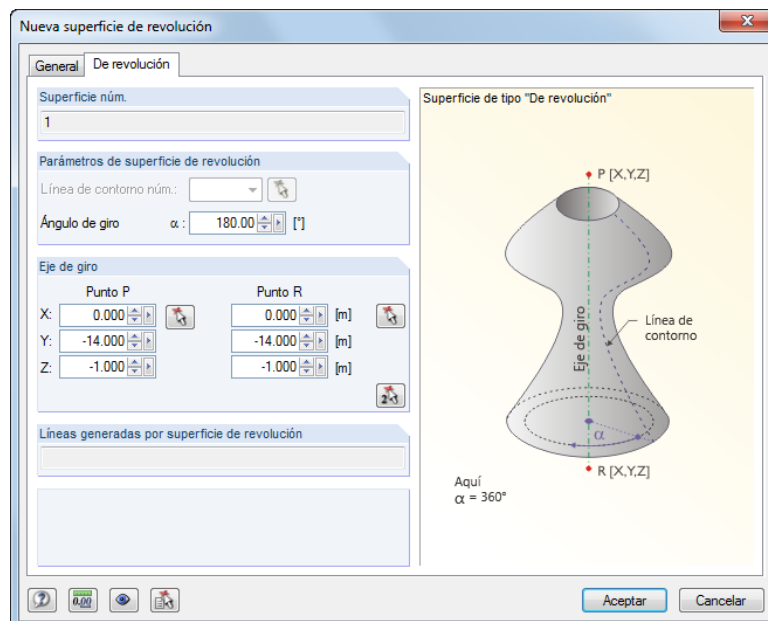 Nueva superficie de revolución
General
De revolución
Superficie núm.
1
Parámetros de superficie de revolución
Línea de contorno núm.:
Ángulo de giro α : 180.00 [°]
Eje de giro
Punto P Punto R
X: 0.000 0.000 [m]
Y: -14.000 -14.000 [m]
Z: -1.000 -1.000 [m]
2
Líneas generadas por superficie de revolución
Superficie de tipo "De revolución"
P [X,Y,Z]
Eje de giro
Línea de
contorno
α
R [X,Y,Z]
Aquí
α = 360°
0.00
Aceptar
Cancelar